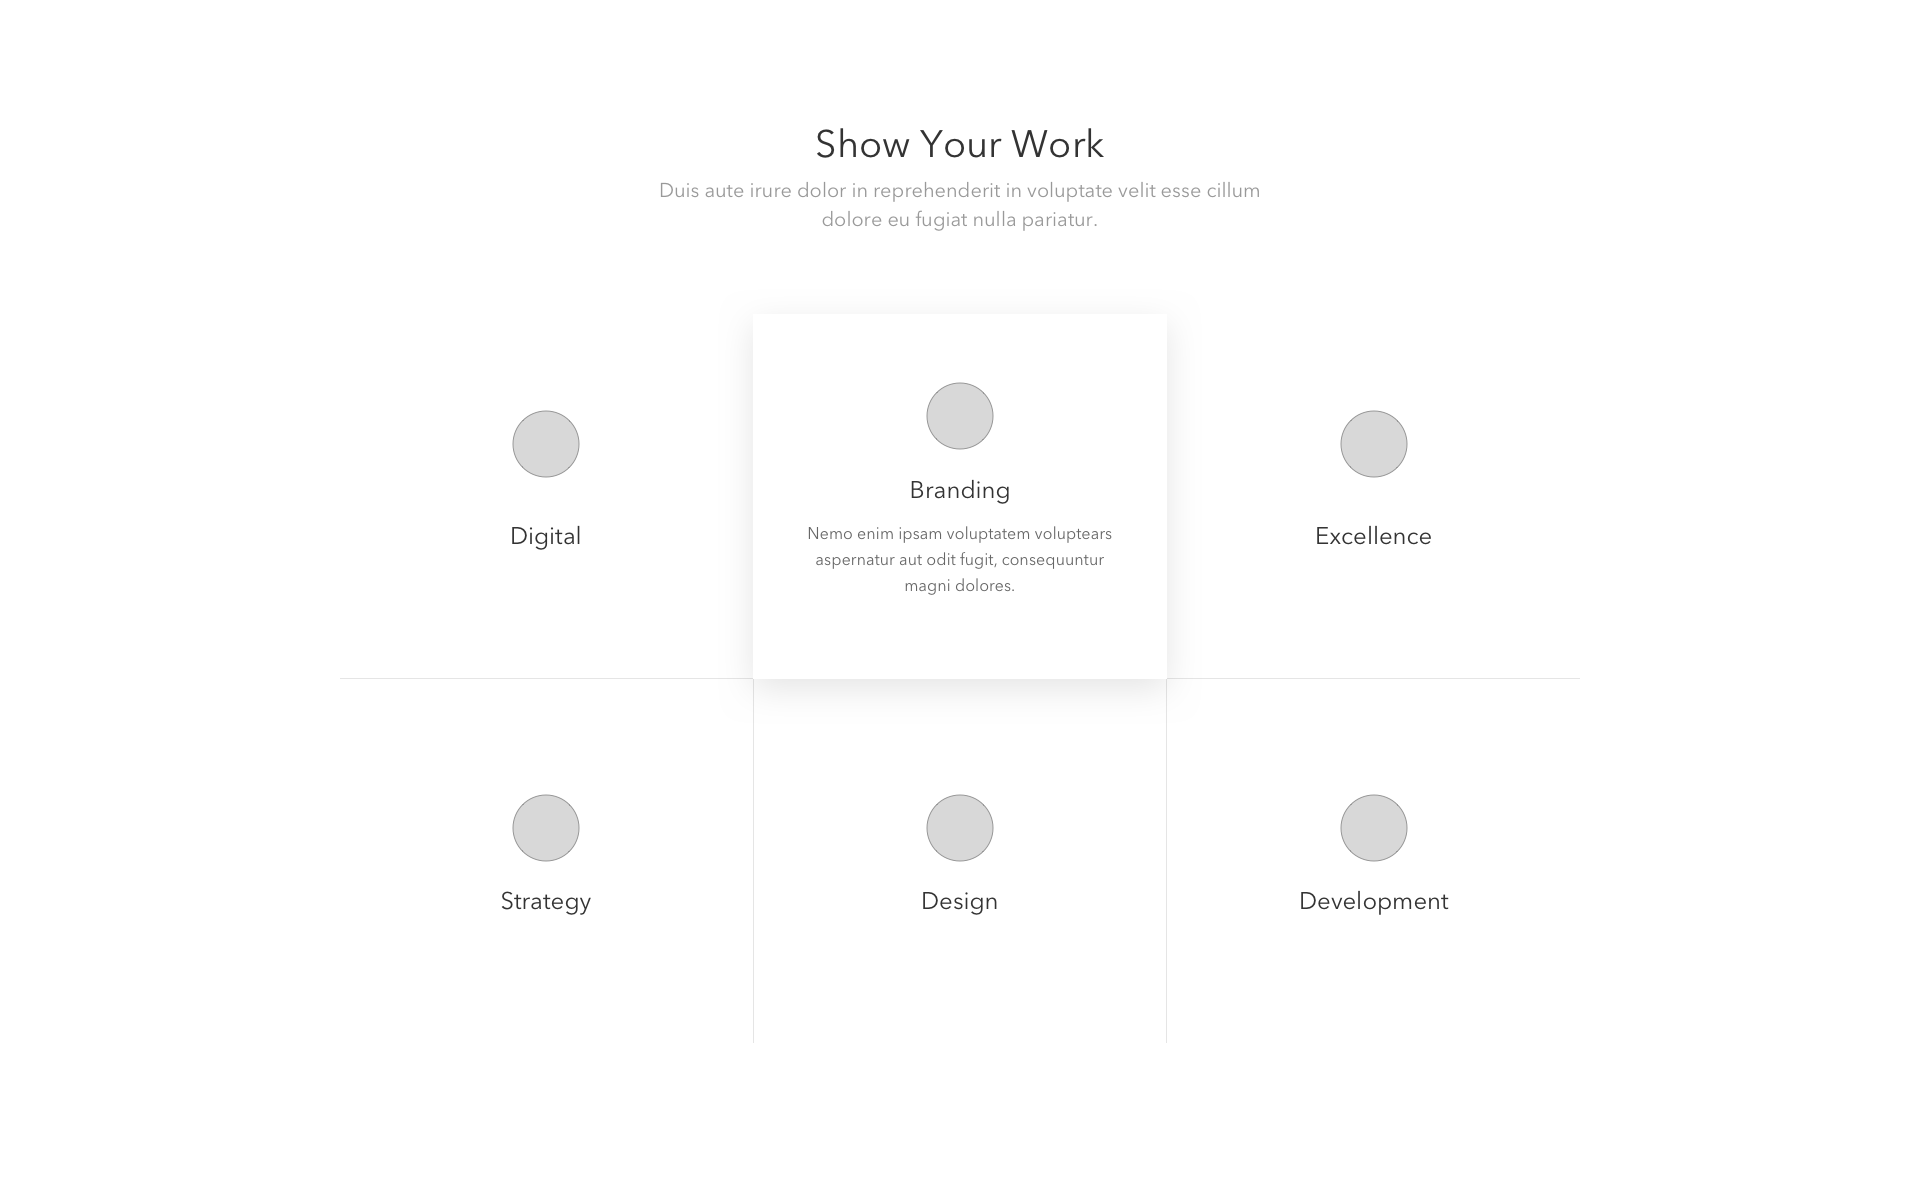 Show Your Work
Duis aute irure dolor in reprehenderit in voluptate velit esse cillum
dolore eu fugiat nulla pariatur.
Digital
Branding
Nemo enim ipsam voluptatem voluptears
aspernatur aut odit fugit, consequuntur
magni dolores.
Excellence
Strategy
Design
Development